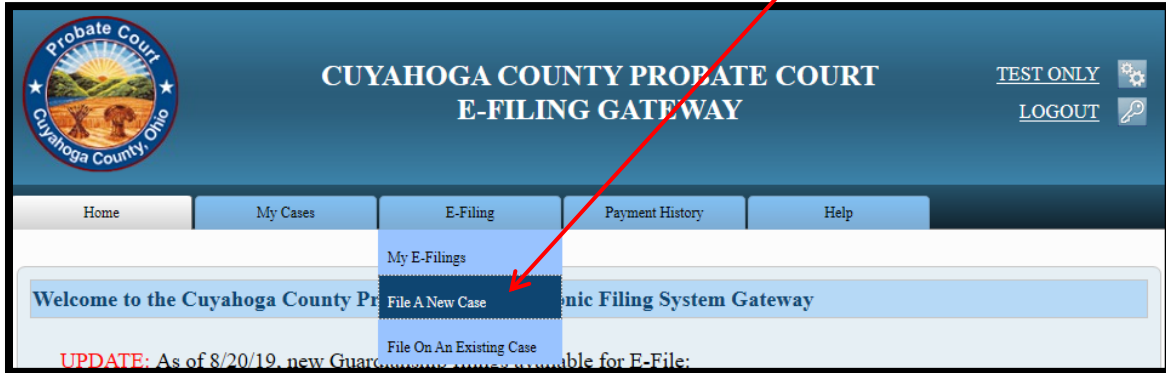 Probate Court
Cuyahoga County, Ohio
CUYAHOGA COUNTY PROBATE COURT
E-FILING GATEWAY
TEST ONLY
LOGOUT
Home My Cases E-Filing Payment History Help
My E-Filings
File A New Case
File On An Existing Case
Welcome to the Cuyahoga County Pr nic Filing System Gateway
UPDATE: As of 8/20/19, new Guar able for E-File: